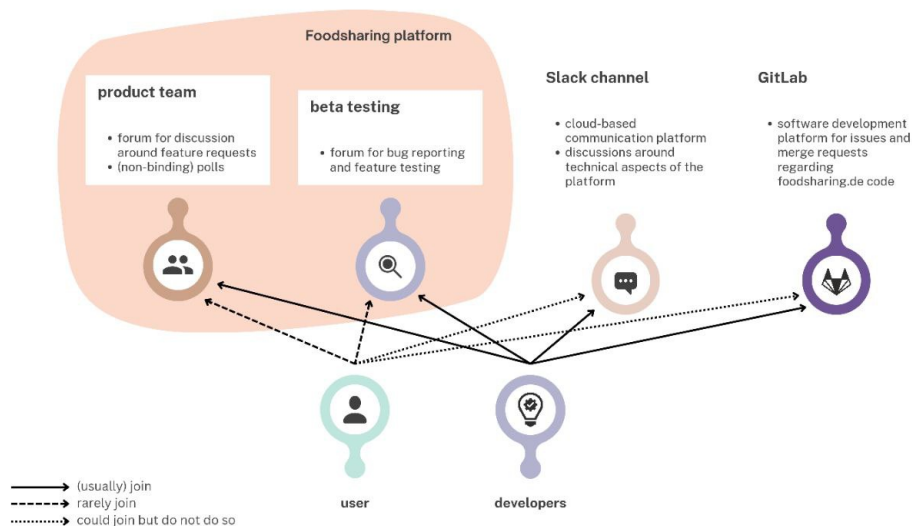 Foodsharing platform
product team
• forum for discussion
around feature requests
• (non-binding) polls
beta testing
• forum for bug reporting
and feature testing
Slack channel
• cloud-based
communication platform
• discussions around
technical aspects of the
platform
GitLab
• software development
platform for issues and
merge requests
regarding
foodsharing.de code
user
developers
(usually) join
rarely join
could join but do not do so